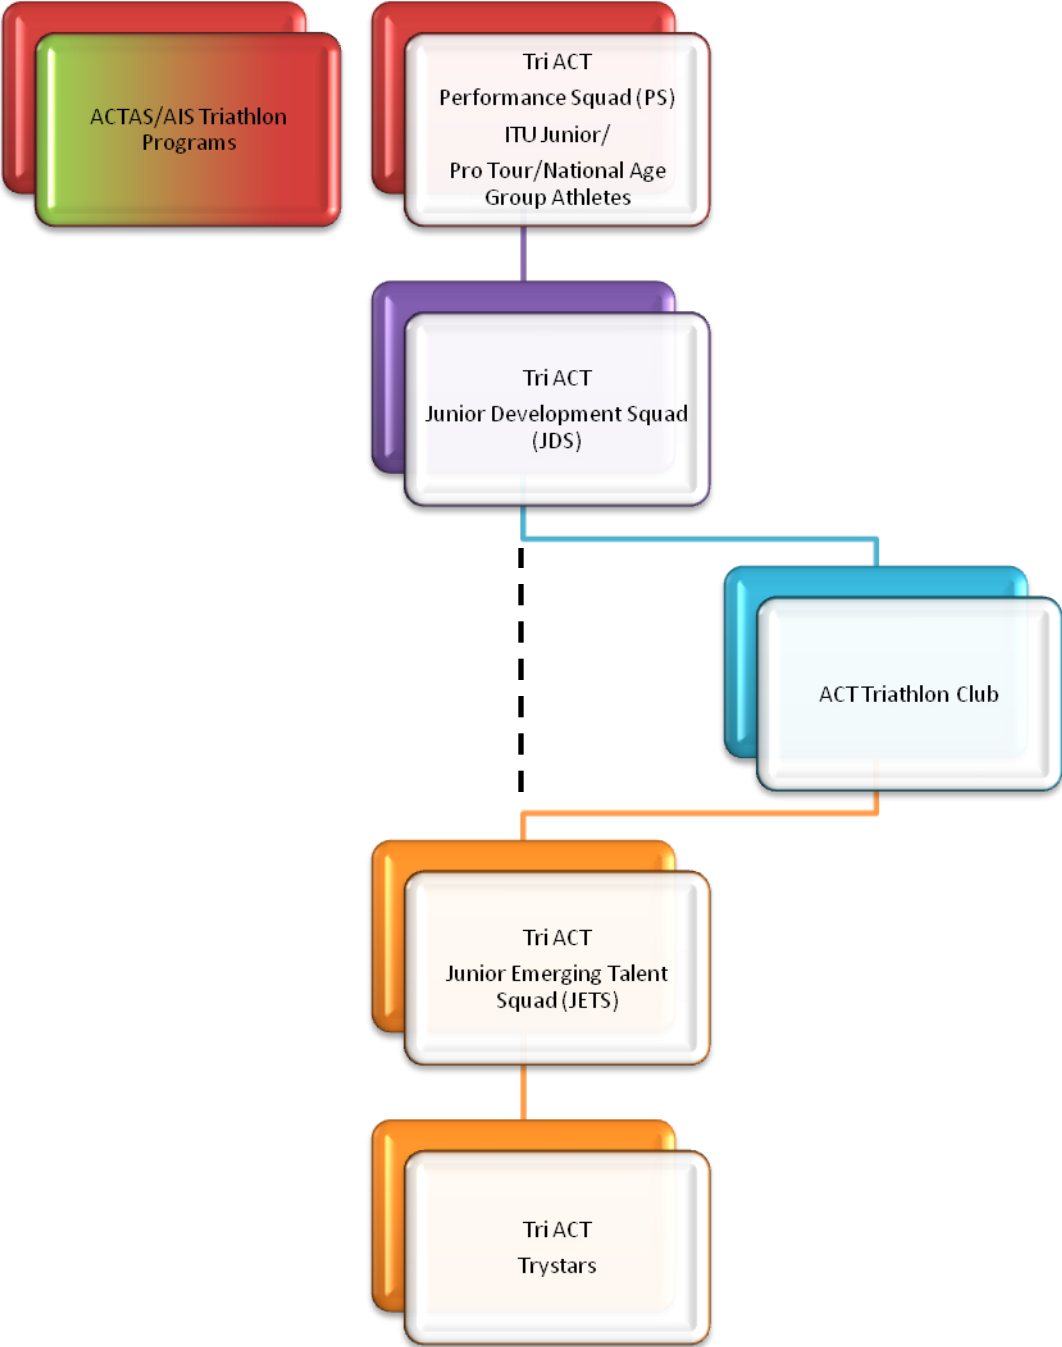 ACTAS/AIS Triathlon
Programs
Tri ACT
Performance Squad (PS)
ITU Junior/
Pro Tour/National Age
Group Athletes
Tri ACT
Junior Development Squad
(JDS)
ACT Triathlon Club
Tri ACT
Junior Emerging Talent
Squad (JETS)
Tri ACT
Trystars